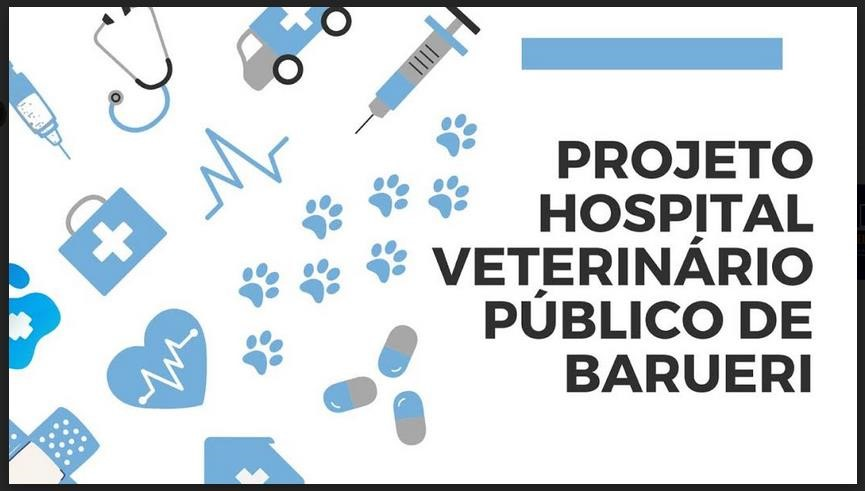 PROJETO
HOSPITAL
VETERINÁRIO
PÚBLICO DE
BARUERI